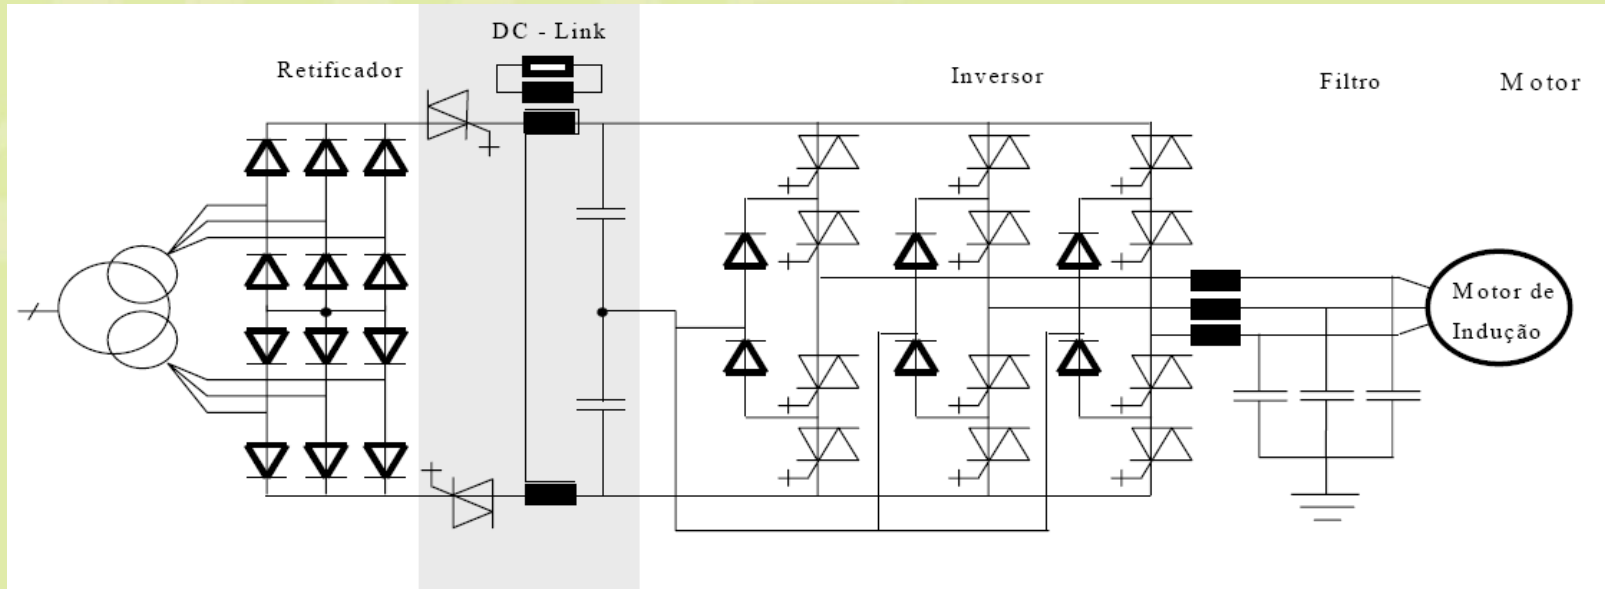 DC - Link
Retificador
Inversor
Filtro
Motor
Motor de
Indução